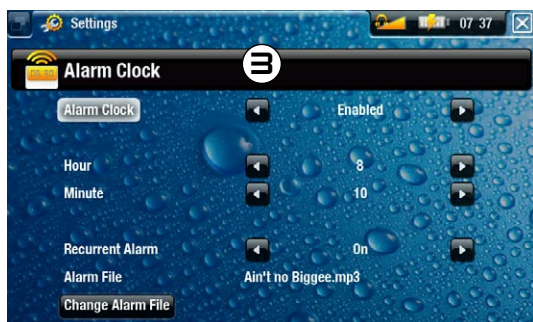 Settings 07 37
06.30
Alarm Clock 3
Alarm Clock Enabled
Hour 8
Minute 10
Recurrent Alarm On
Alarm File Ain't no Biggee.mp3
Change Alarm File